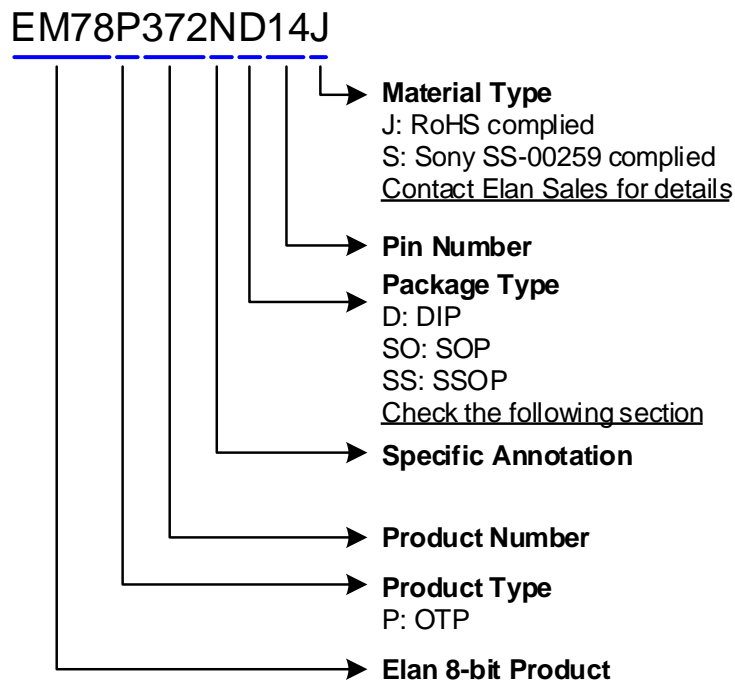 EM78P372ND14J
Material Type
J: RoHS complied
S: Sony SS-00259 complied
Contact Elan Sales for details
Pin Number
Package Type
D: DIP
SO: SOP
SS: SSOP
Check the following section
Specific Annotation
Product Number
Product Type
P: OTP
Elan 8-bit Product